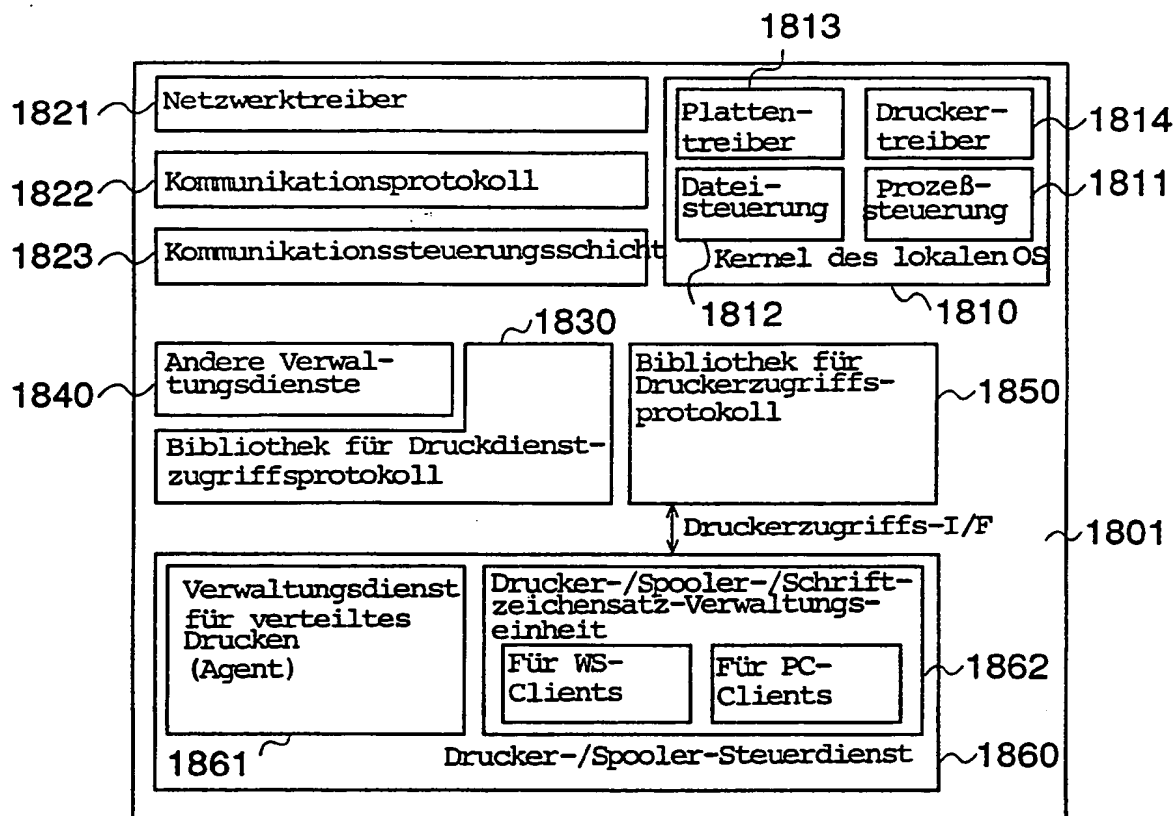 1813
1821
Netzwerktreiber
Platten-
treiber
Drucker-
treiber
1814
1822
Kommunikationsprotokoll
Datei-
steuerung
Prozeß-
steuerung
1811
1823
Kommunikationssteuerungsschicht
Kernel des lokalen OS
1812
1810
1830
1840
Andere Verwal-
tungsdienste
Bibliothek für Druckdienst-
zugriffsprotokoll
Bibliothek für
Druckerzugriffs-
protokoll
1850
Druckerzugriffs-I/F
1801
Verwaltungsdienst
für verteiltes
Drucken
(Agent)
Drucker-/Spooler-/Schrift-
zeichensatz-Verwaltungs-
einheit
Für WS-
Clients
Für PC-
Clients
1862
1861
Drucker-/Spooler-Steuerdienst
1860